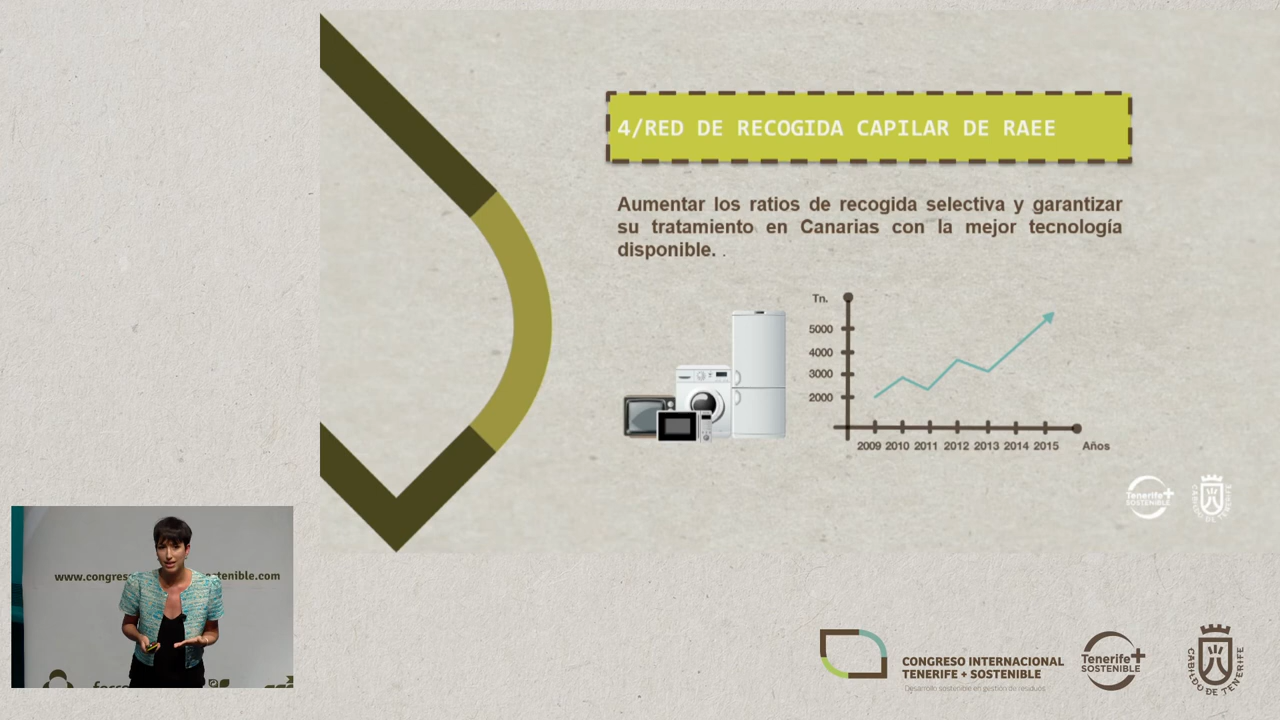 4/RED DE RECOGIDA CAPILAR DE RAEE
Aumentar los ratios de recogida selectiva y garantizar
su tratamiento en Canarias con la mejor tecnología
disponible. .
Tn.
5000
4000
3000
2000
2009 2010 2011 2012 2013 2014 2015 Años
Tenerife+
SOSTENIBLE
CABILDO DE TENERIFE
www.congres
tenible.com
CONGRESO INTERNACIONAL
TENERIFE + SOSTENIBLE
Desarrollo sostenible en gestión de residuos
Tenerife+
SOSTENIBLE
CABILDO DE TENERIFE